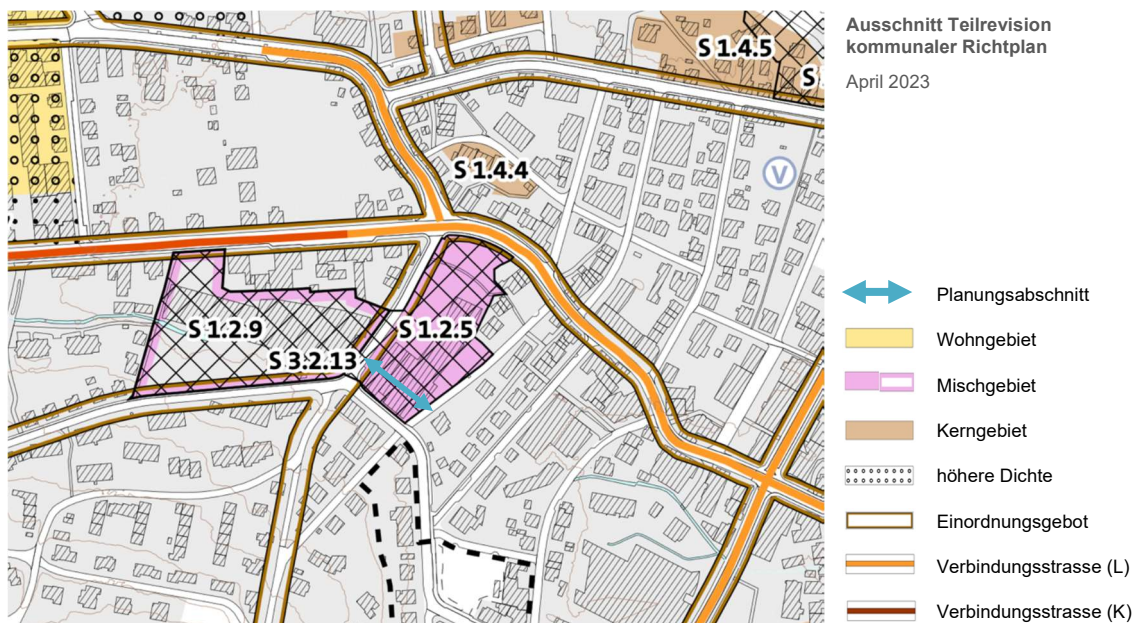 Ausschnitt Teilrevision
kommunaler Richtplan
April 2023
S 1.4.5
S
S 1.4.4
V
S 1.2.9
S 1.2.5
S 3.2.13
Planungsabschnitt
Wohngebiet
Mischgebiet
Kerngebiet
höhere Dichte
Einordnungsgebot
Verbindungsstrasse (L)
Verbindungsstrasse (K)